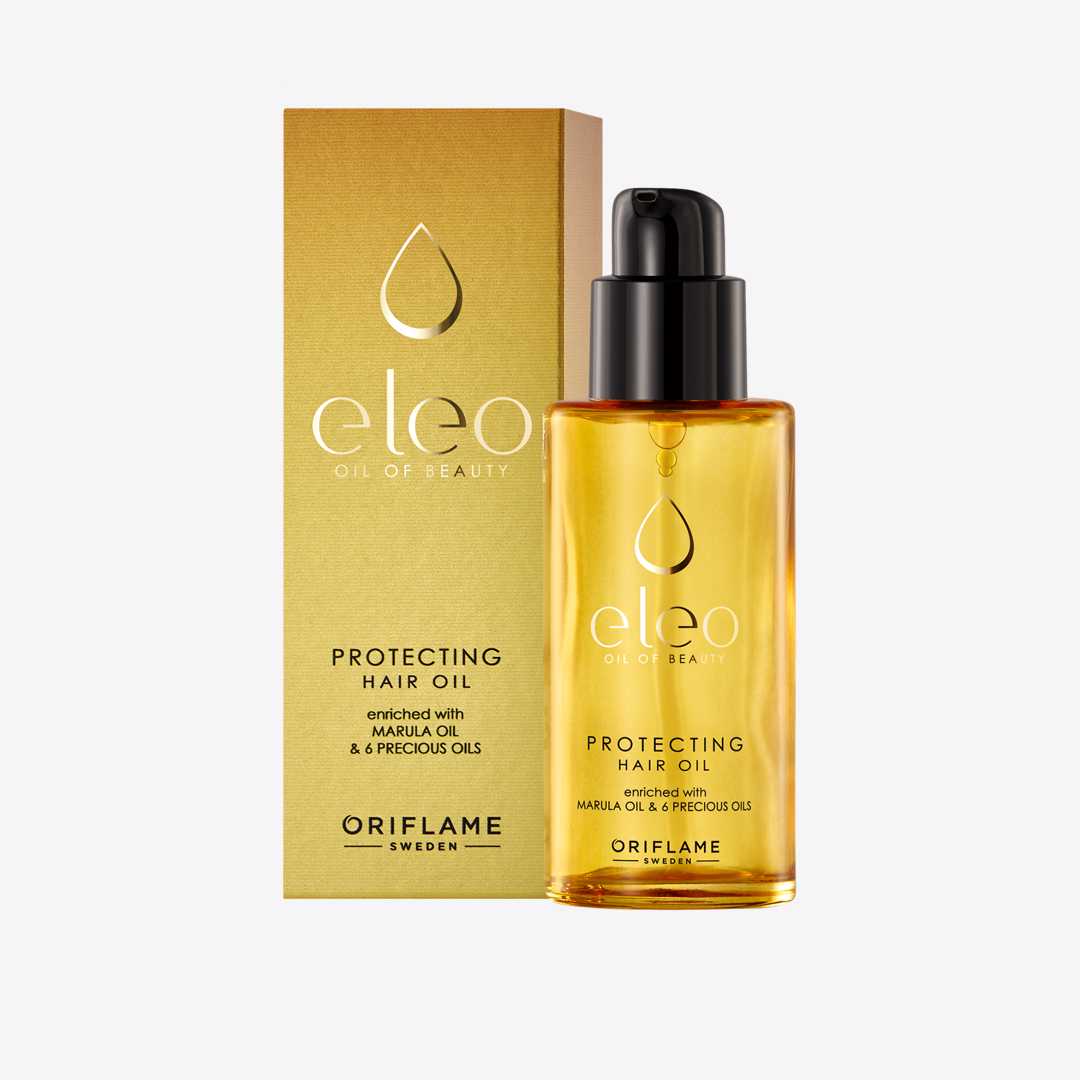 eleo
OIL OF BEAUTY
PROTECTING
HAIR OIL
enriched with
MARULA OIL
& 6 PRECIOUS OILS
ORIFLAME
SWEDEN
eleo
OIL OF BEAUTY
PROTECTING
HAIR OIL
enriched with
MARULA OIL & 6 PRECIOUS OILS
ORIFLAME
SWEDEN